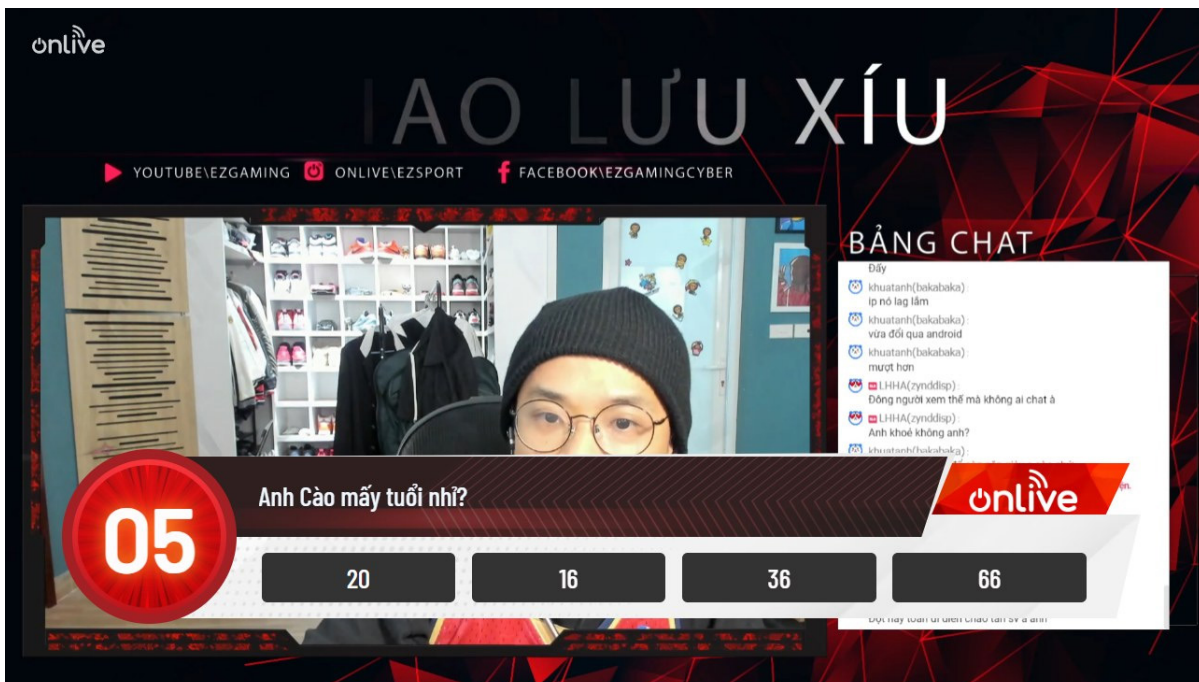 onlive
IAO LƯU XÍU
YOUTUBE\EZGAMING ONLIVE\EZSPORT FACEBOOK\EZGAMINGCYBER
BẢNG CHAT
Đấy
khuatanh(bakabaka) :
ip nó lag lắm
khuatanh(bakabaka) :
vừa đổi qua android
khuatanh(bakabaka) :
mượt hơn
LHHA(zynddisp) :
Đông người xem thế mà không ai chat à
LHHA(zynddisp) :
Anh khoẻ không anh?
khuatanh(bakabaka) :
05
Anh Cào mấy tuổi nhỉ?
onlive
20
16
36
66